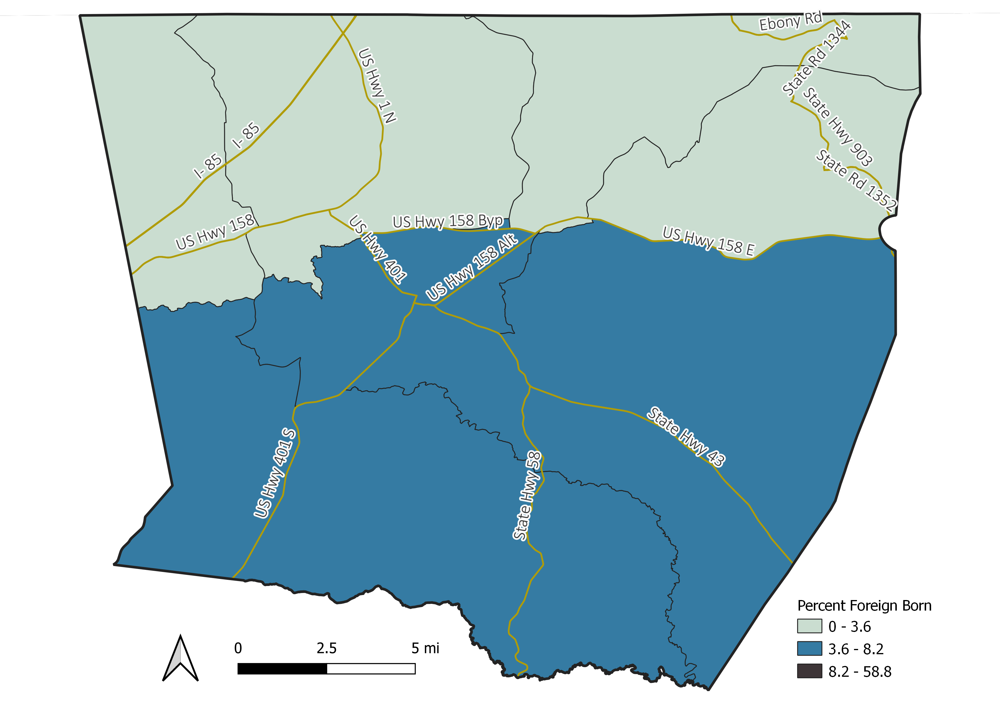 Ebony Rd
State Rd 1344
US Hwy 1 N
State Hwy 903
I- 85
I- 85
State Rd 1352
US Hwy 158
US Hwy 158 Byp
US Hwy 401
US Hwy 158 Alt
US Hwy 158 E
State Hwy 43
US Hwy 401 S
State Hwy 58
Percent Foreign Born
0 - 3.6
3.6 - 8.2
8.2 - 58.8
0 2.5 5 mi